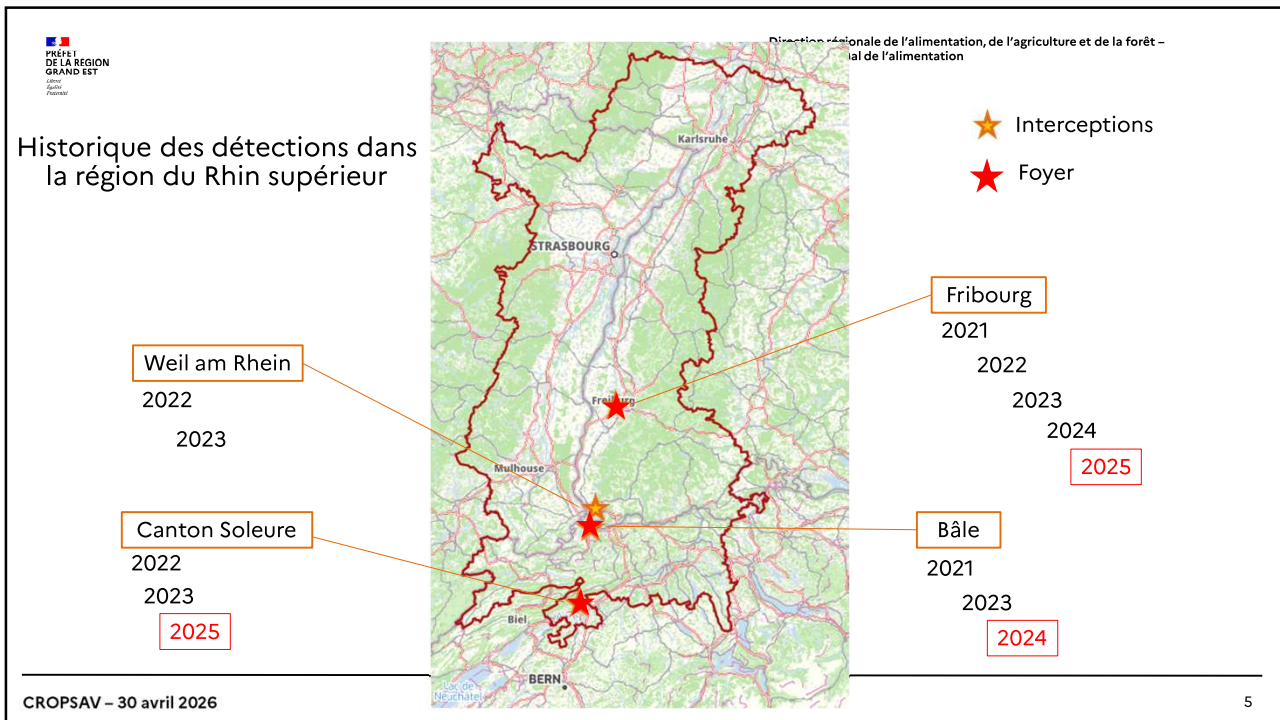 PRÉFET
DE LA RÉGION
GRAND EST
Liberté
Égalité
Fraternité
Direction régionale de l'alimentation, de l'agriculture et de la forêt –
al de l'alimentation
Historique des détections dans
la région du Rhin supérieur
Interceptions
Foyer
Karlsruhe
STRASBOURG
Freiburg
Mulhouse
Biel
BERN
Lac de
Neuchâtel
Weil am Rhein
2022
2023
Canton Soleure
2022
2023
2025
Fribourg
2021
2022
2023
2024
2025
Bâle
2021
2023
2024
CROPSAV – 30 avril 2026
5